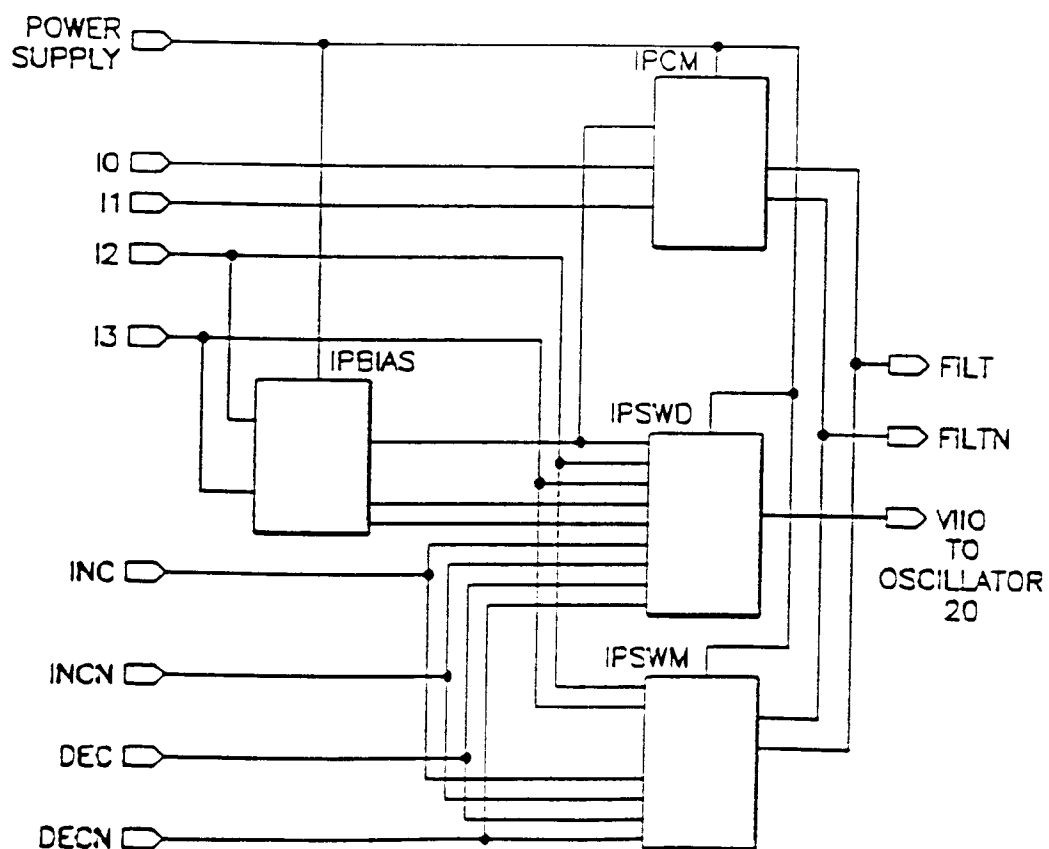 POWER
SUPPLY
IPCM
I0
I1
I2
I3
IPBIAS
FILT
IPSWD
FILTN
VIIO
TO
OSCILLATOR
20
INC
IPSWM
INCN
DEC
DECN